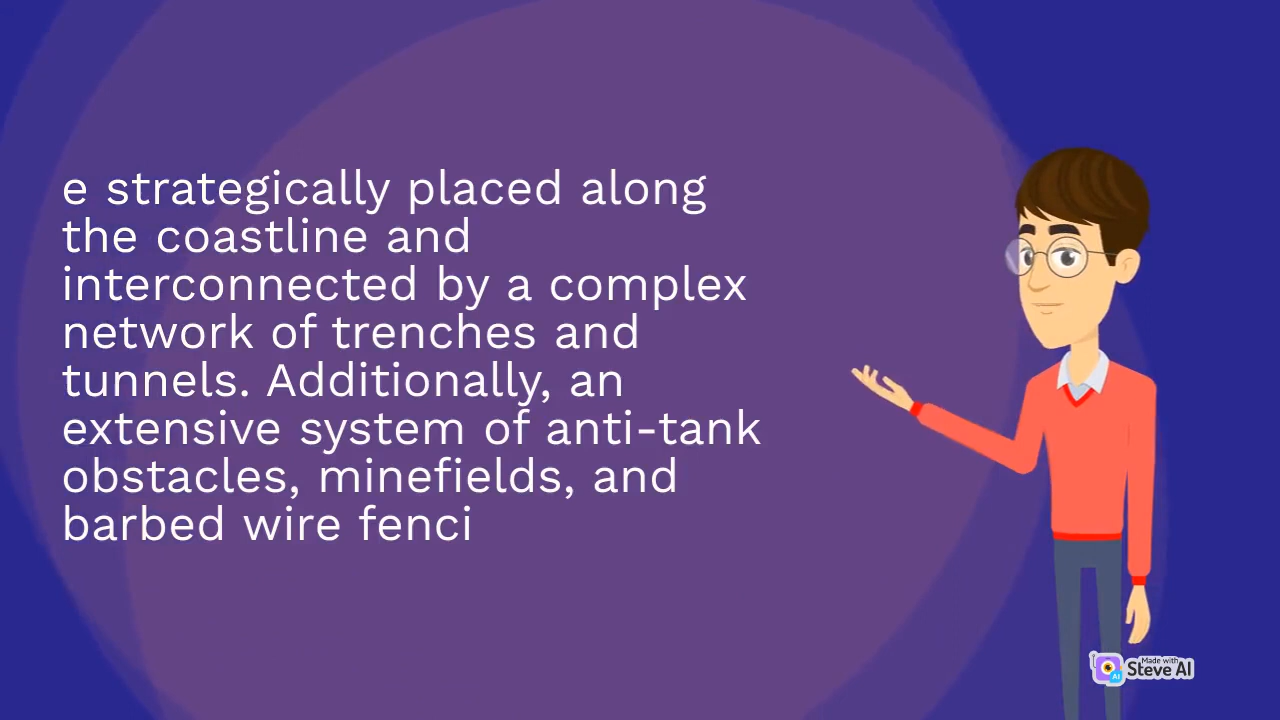 e strategically placed along
the coastline and
interconnected by a complex
network of trenches and
tunnels. Additionally, an
extensive system of anti-tank
obstacles, minefields, and
barbed wire fenci
Made with
Steve AI
AI